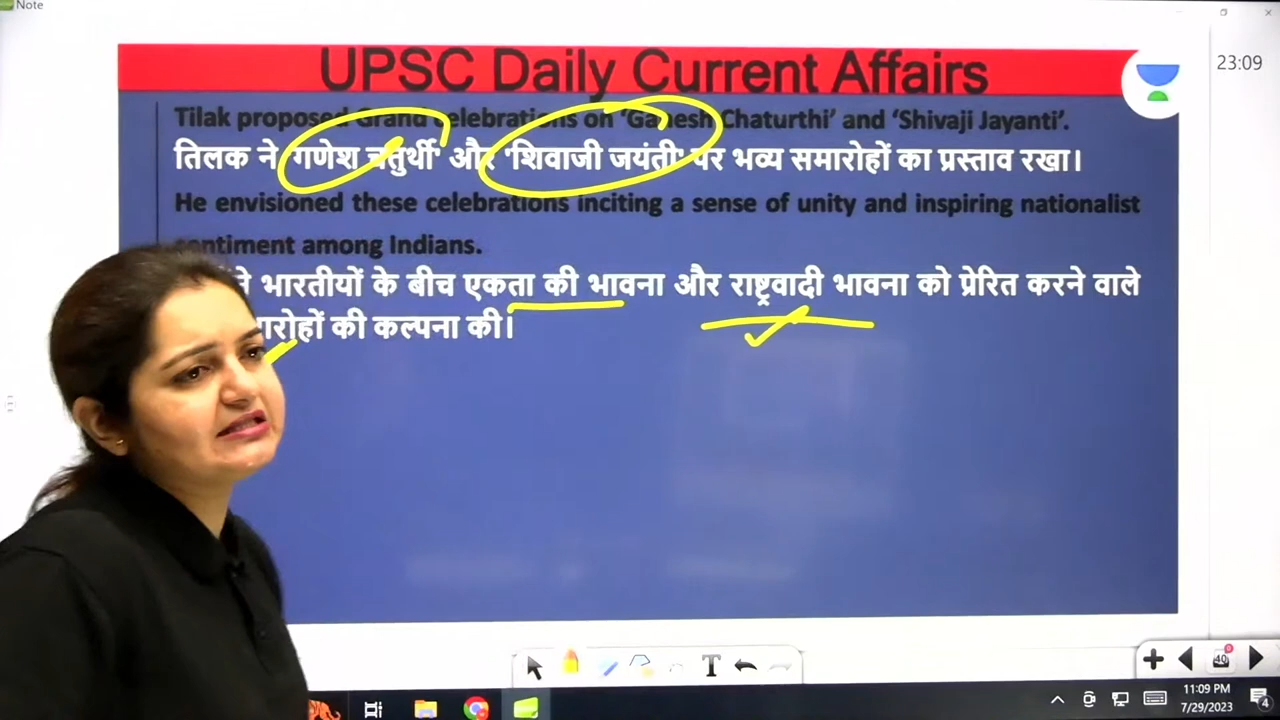 Note
UPSC Daily Current Affairs
23:09
Tilak proposed Grand celebrations on 'Ganesh Chaturthi' and 'Shivaji Jayanti'.
तिलक ने 'गणेश चतुर्थी' और 'शिवाजी जयंती' पर भव्य समारोहों का प्रस्ताव रखा।
He envisioned these celebrations inciting a sense of unity and inspiring nationalist
sentiment among Indians.
भारतीयों के बीच एकता की भावना और राष्ट्रवादी भावना को प्रेरित करने वाले
की कल्पना की।
T
40
11:09 PM
7/29/2023
4